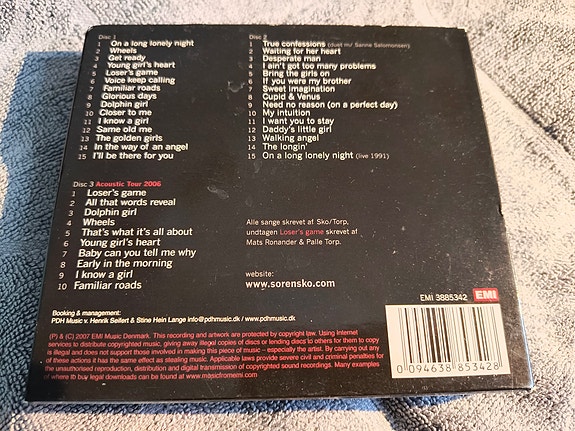 Disc 1
1 On a long lonely night
2 Wheels
3 Get ready
4 Young girl's heart
5 Loser's game
6 Voice keep calling
7 Familiar roads
8 Glorious days
9 Dolphin girl
10 Closer to me
11 I know a girl
12 Same old me
13 The golden girls
14 In the way of an angel
15 I'll be there for you
Disc 2
1 True confessions (duet m/ Sanne Salomonsen)
2 Waiting for her heart
3 Desperate man
4 I ain't got too many problems
5 Bring the girls on
6 If you were my brother
7 Sweet imagination
8 Cupid & Venus
9 Need no reason (on a perfect day)
10 My intuition
11 I want you to stay
12 Daddy's little girl
13 Walking angel
14 The longin'
15 On a long lonely night (live 1991)
Disc 3 Acoustic Tour 2006
1 Loser's game
2 All that words reveal
3 Dolphin girl
4 Wheels
5 That's what it's all about
6 Young girl's heart
7 Baby can you tell me why
8 Early in the morning
9 I know a girl
10 Familiar roads
Alle sange skrevet af Sko/Torp,
undtagen Loser's game skrevet af
Mats Ronander & Palle Torp.
website:
www.sorensko.com
EMI 3885342 EMI
Booking & management:
PDH Music v. Henrik Seifert & Stine Hein Lange info@pdhmusic.dk / www.pdhmusic.dk
(P) & (C) 2007 EMI Music Denmark. This recording and artwork are protected by copyright law. Using Internet
services to distribute copyrighted music, giving away illegal copies of discs or lending discs to others for them to copy
is illegal and does not support those involved in making this piece of music – especially the artist. By carrying out any
of these actions it has the same effect as stealing music. Applicable laws provide severe civil and criminal penalties for
the unauthorised reproduction, distribution and digital transmission of copyrighted sound recordings. Many examples
of where to buy legal downloads can be found at www.musicfromemi.com
0 094638 853428